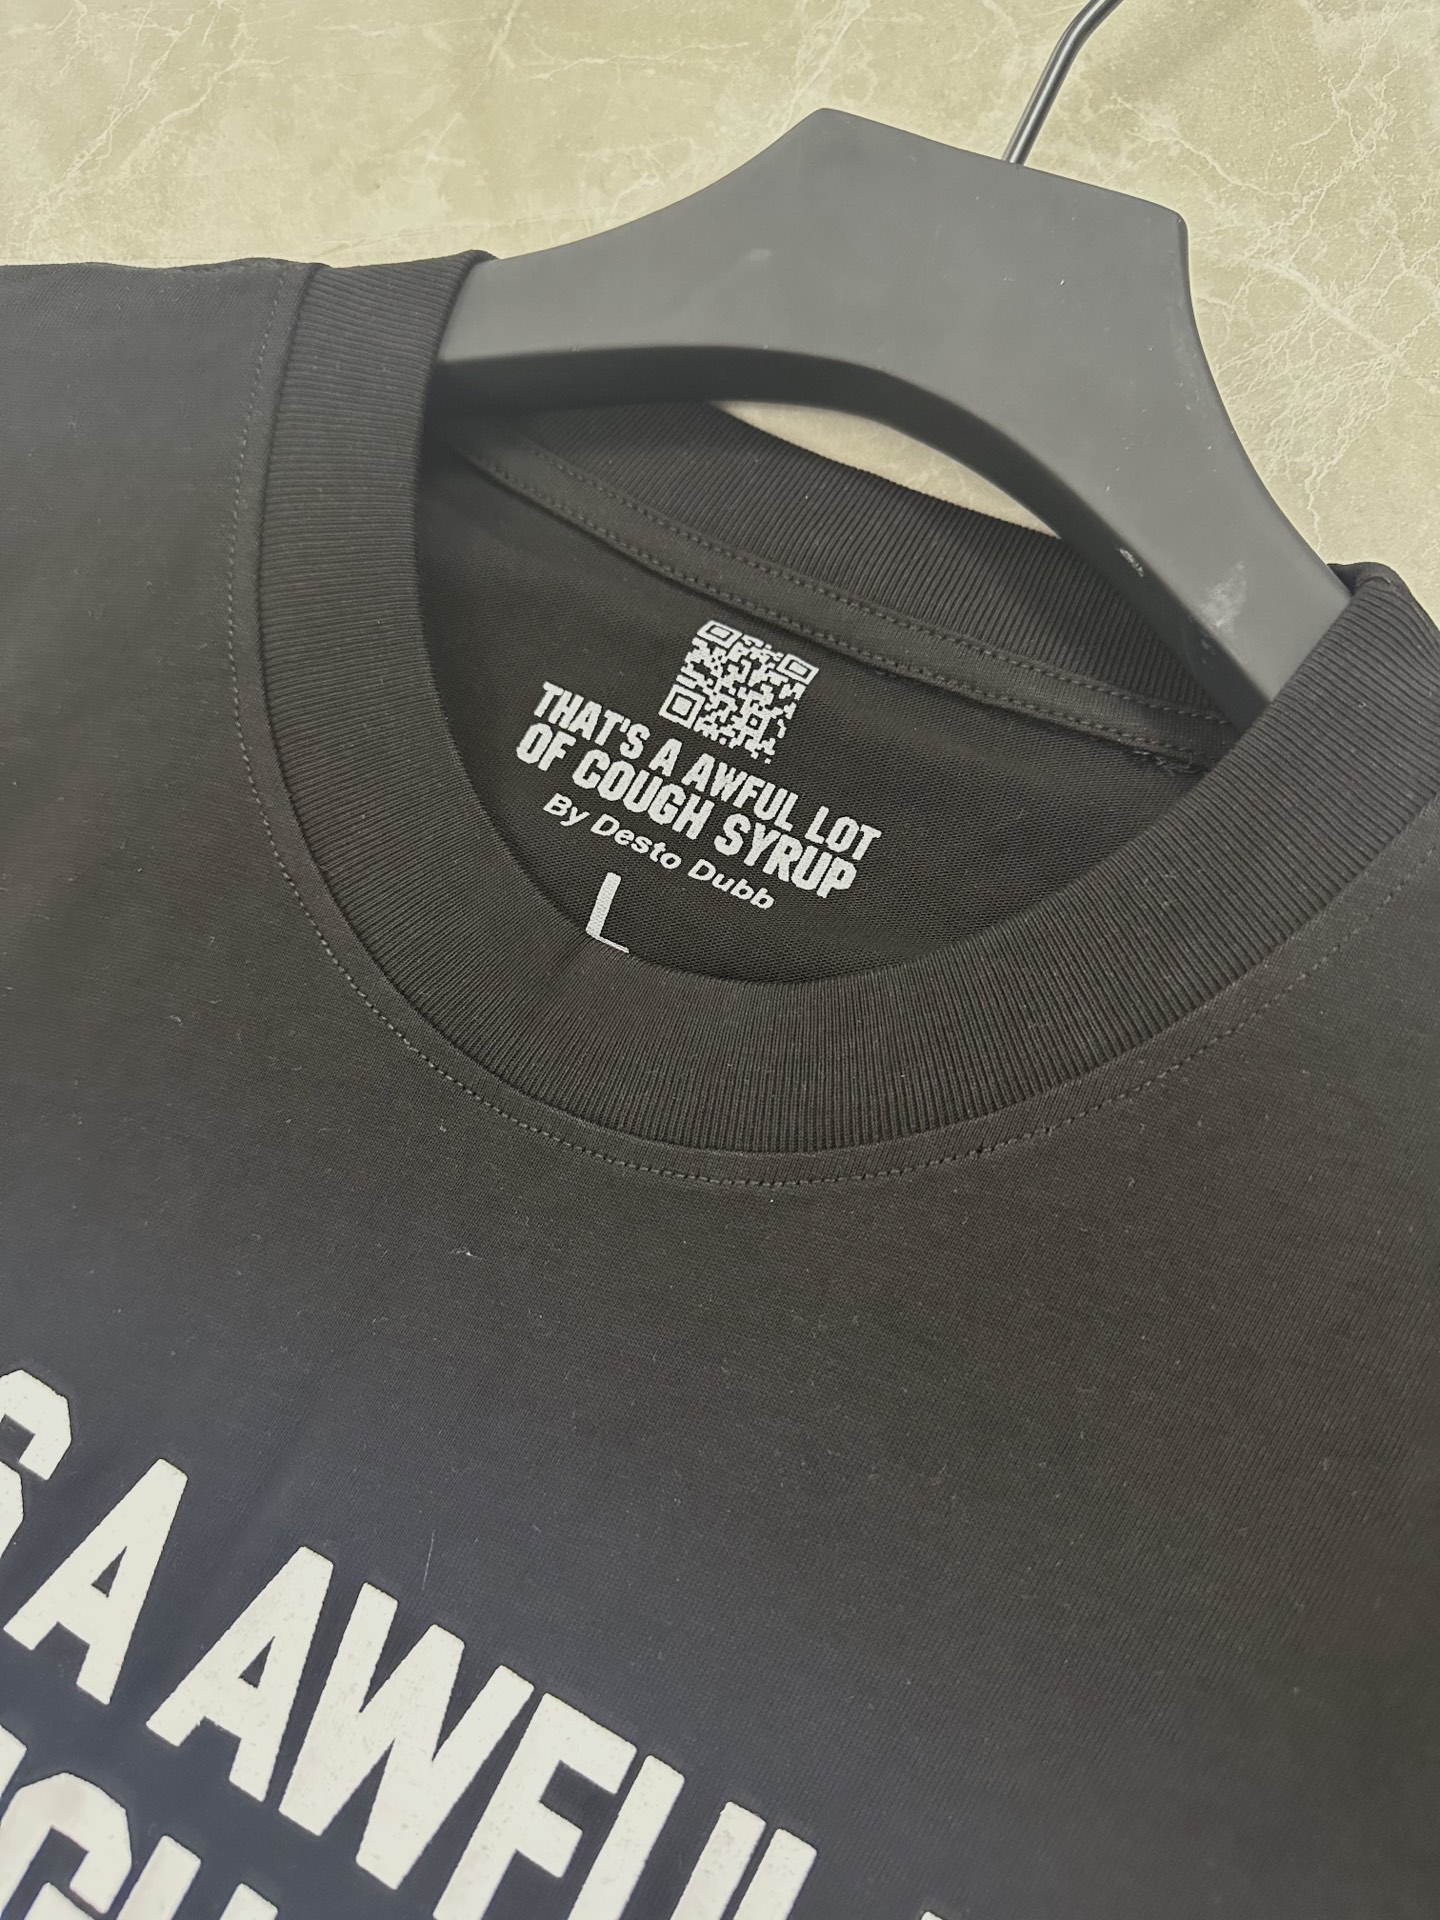 THAT'S A AWFUL LOT
OF COUGH SYRUP
By Desto Dubb
L
S A AWFUL